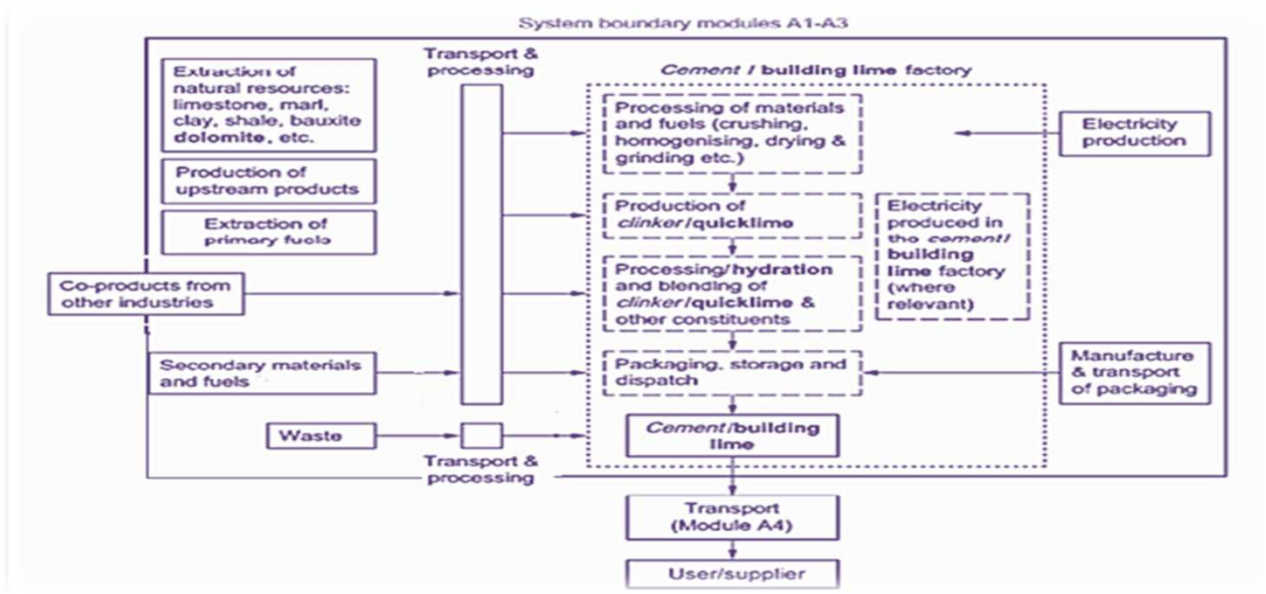 System boundary modules A1-A3
Transport &
processing
Extraction of
natural resources:
limestone, marl,
clay, shale, bauxite
dolomite, etc.
Production of
upstream products
Extraction of
primary fuels
Co-products from
other industries
Secondary materials
and fuels
Waste
Transport &
processing
Cement / building lime factory
Processing of materials
and fuels (crushing,
homogenising, drying &
grinding etc.)
Production of
clinker/quicklime
Processing/hydration
and blending of
clinker/quicklime &
other constituents
Packaging, storage and
dispatch
Cement/building
lime
Electricity
produced in
the cement/
building
lime factory
(where
relevant)
Electricity
production
Manufacture
& transport
of packaging
Transport
(Module A4)
User/supplier